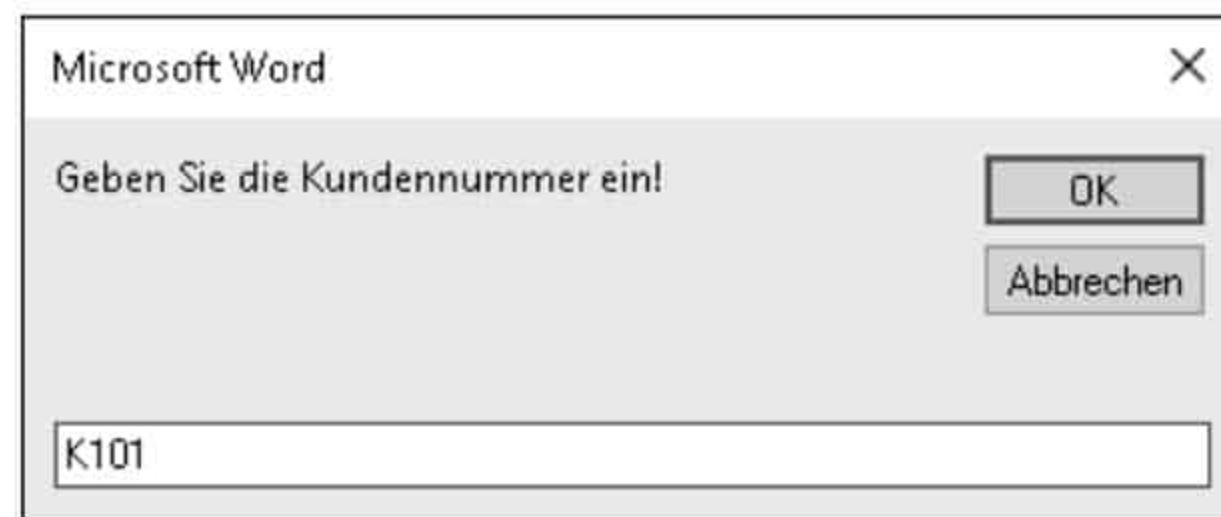 Microsoft Word
Geben Sie die Kundennummer ein!
OK
Abbrechen
K101